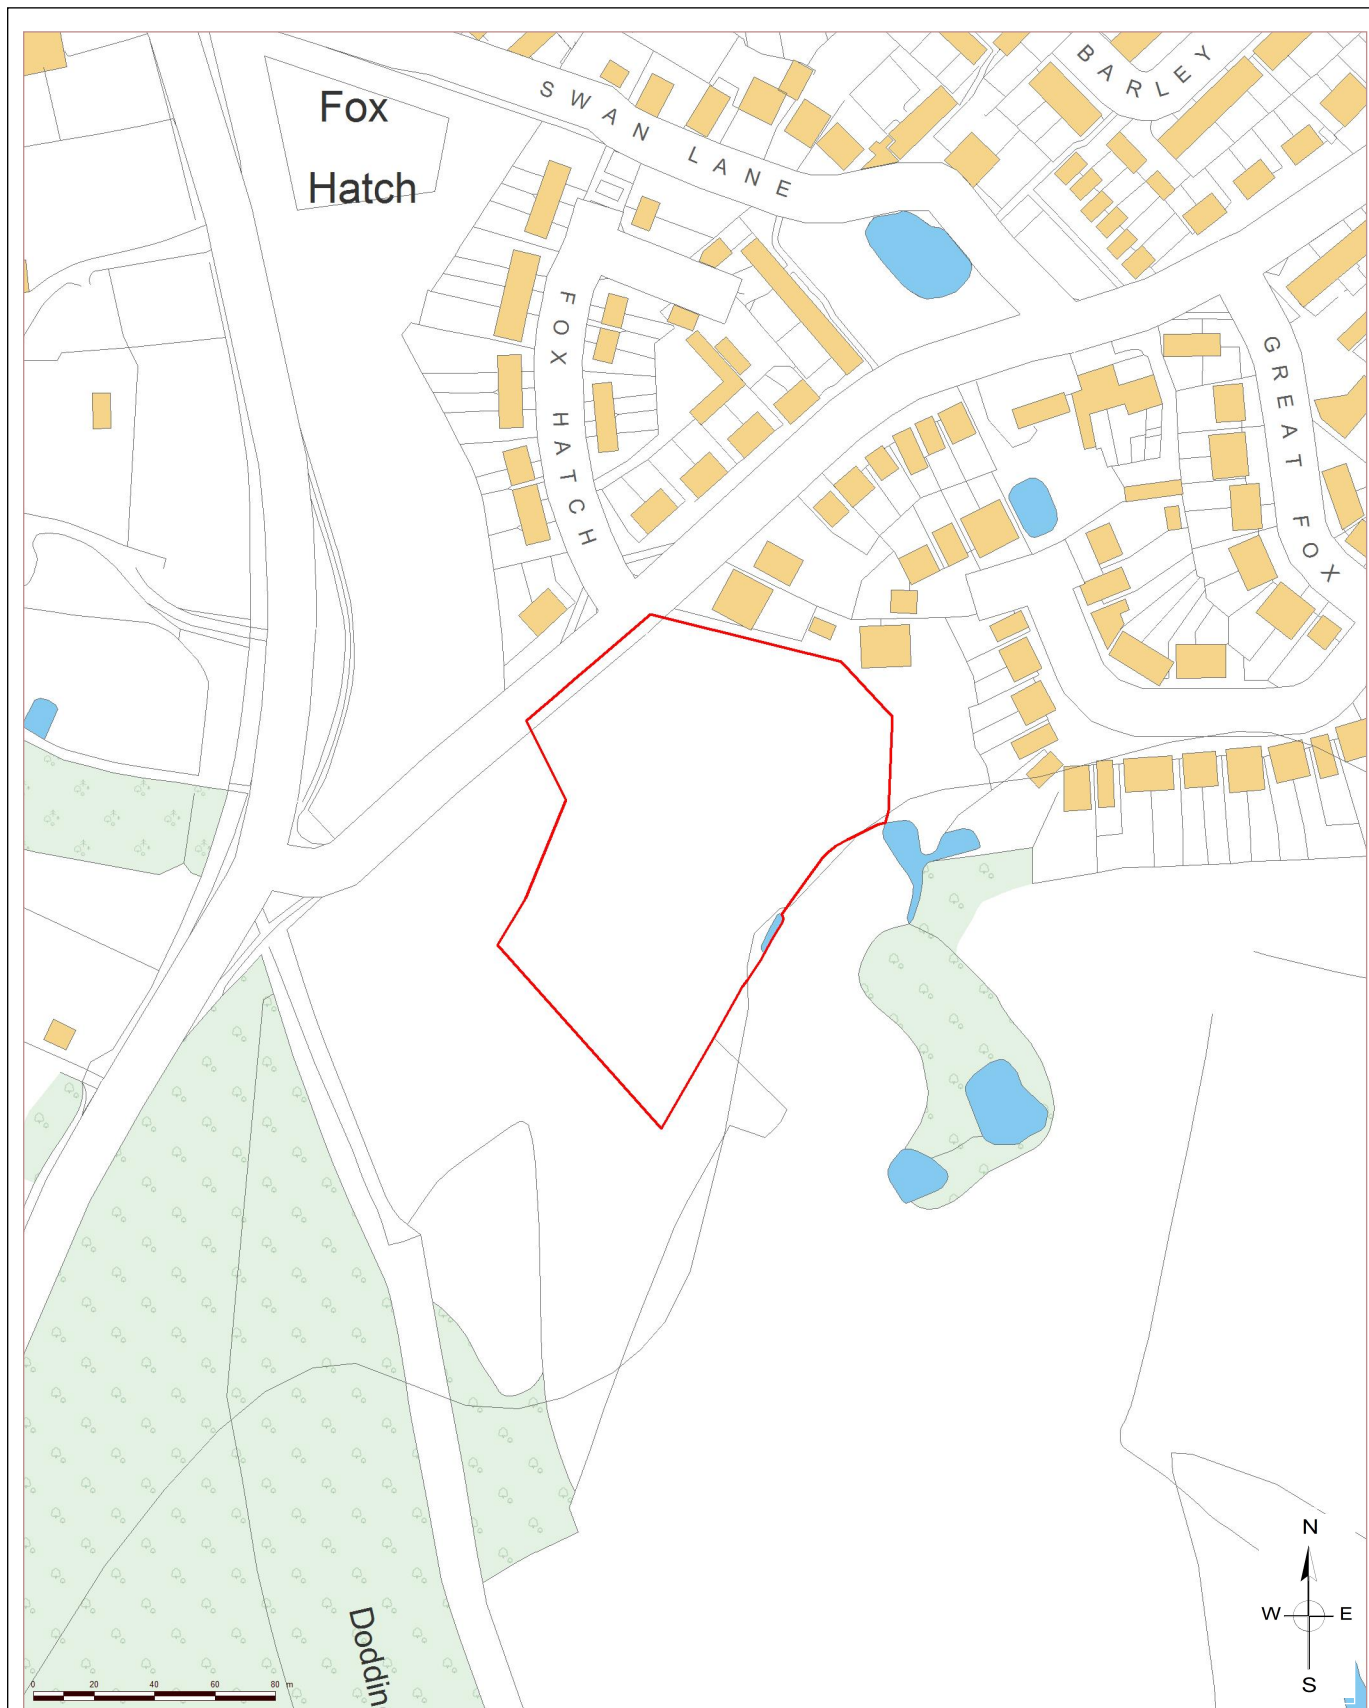 Fox
Hatch
SWAN LANE
BARLEY
FOX HATCH
GREAT FOX
N
W E
S
Doddin
0 20 40 60 80 m